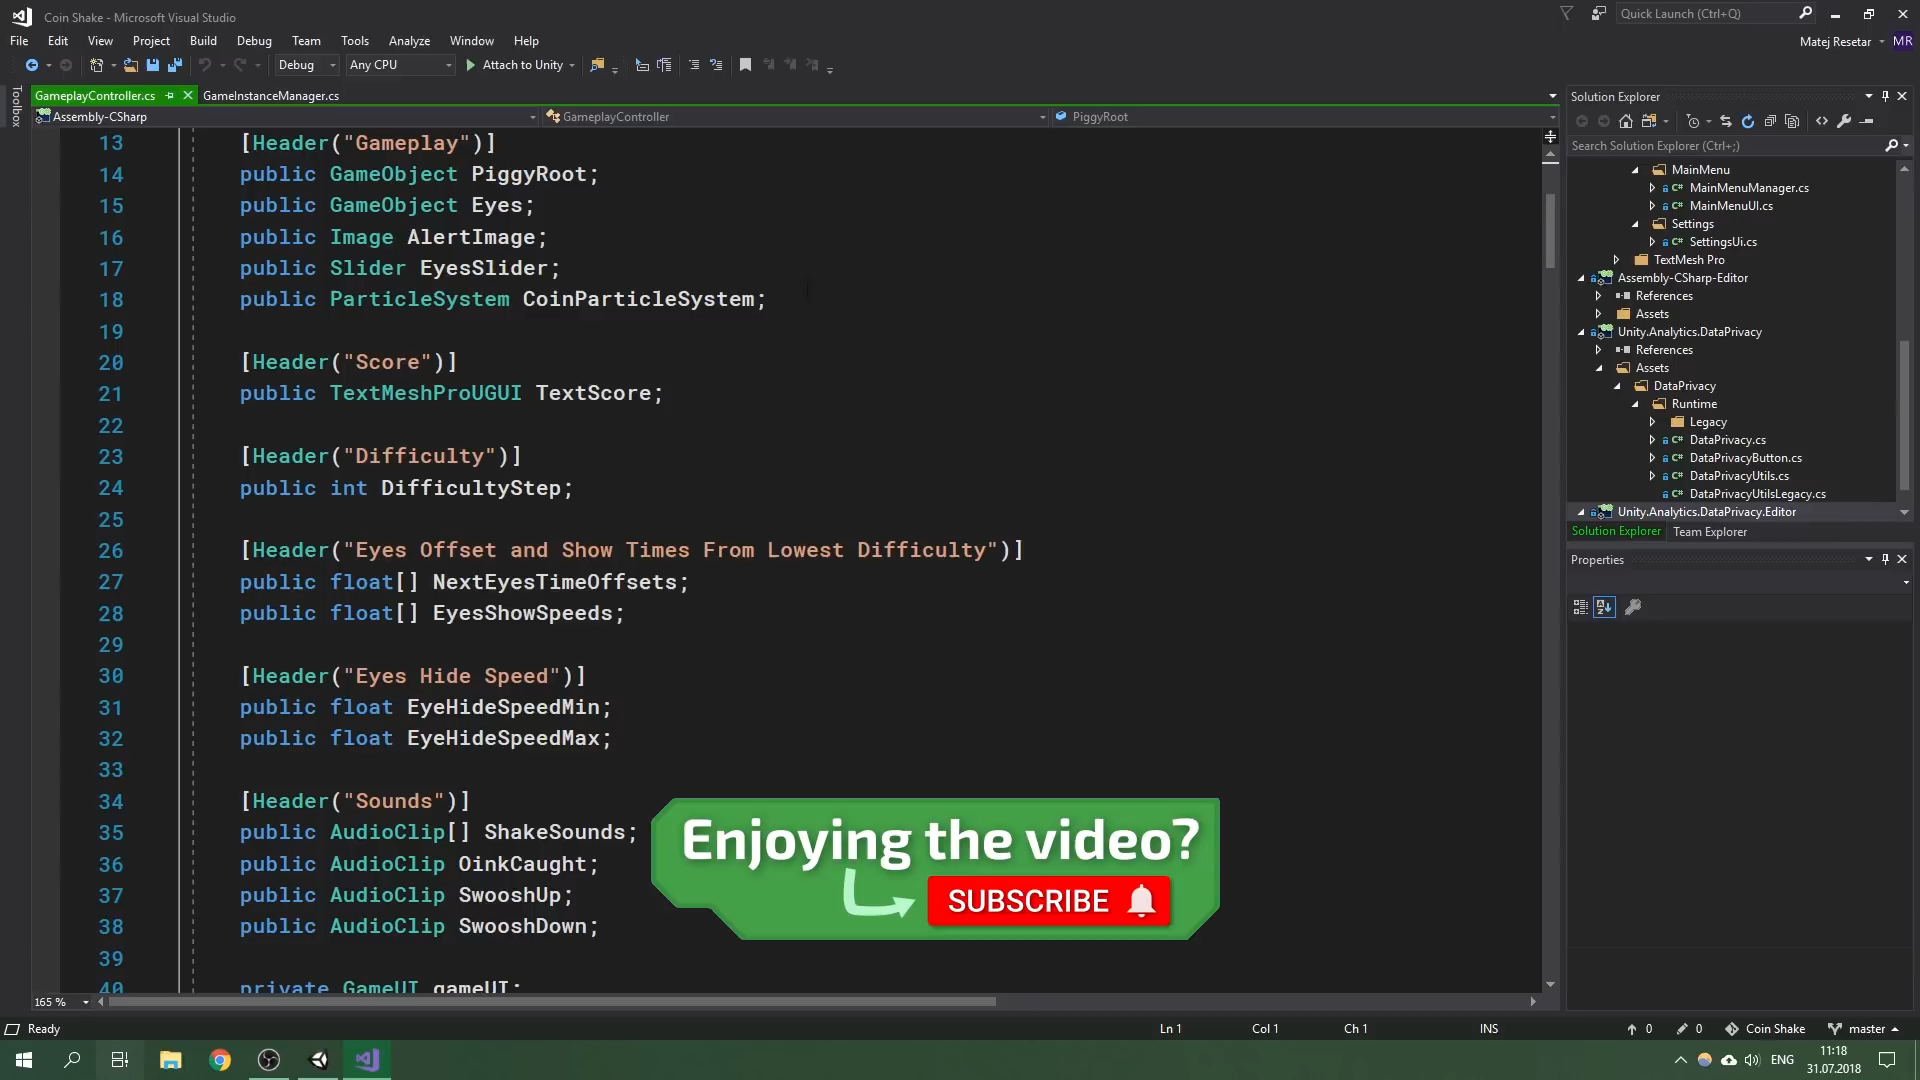 Coin Shake - Microsoft Visual Studio
Quick Launch (Ctrl+Q)
File Edit View Project Build Debug Team Tools Analyze Window Help
Matej Resetar MR
Debug Any CPU Attach to Unity
Toolbox
GameplayController.cs GameInstanceManager.cs
Assembly-CSharp GameplayController PiggyRoot
13 [Header("Gameplay")]
14 public GameObject PiggyRoot;
15 public GameObject Eyes;
16 public Image AlertImage;
17 public Slider EyesSlider;
18 public ParticleSystem CoinParticleSystem;
19
20 [Header("Score")]
21 public TextMeshProUGUI TextScore;
22
23 [Header("Difficulty")]
24 public int DifficultyStep;
25
26 [Header("Eyes Offset and Show Times From Lowest Difficulty")]
27 public float[] NextEyesTimeOffsets;
28 public float[] EyesShowSpeeds;
29
30 [Header("Eyes Hide Speed")]
31 public float EyeHideSpeedMin;
32 public float EyeHideSpeedMax;
33
34 [Header("Sounds")]
35 public AudioClip[] ShakeSounds;
36 public AudioClip OinkCaught;
37 public AudioClip SwooshUp;
38 public AudioClip SwooshDown;
39
40 private GameUI gameUI;
Enjoying the video?
SUBSCRIBE
165 %
Solution Explorer
Search Solution Explorer (Ctrl+;)
MainMenu
C# MainMenuManager.cs
C# MainMenuUI.cs
Settings
C# SettingsUi.cs
TextMesh Pro
Assembly-CSharp-Editor
References
Assets
Unity.Analytics.DataPrivacy
References
Assets
DataPrivacy
Runtime
Legacy
C# DataPrivacy.cs
C# DataPrivacyButton.cs
C# DataPrivacyUtils.cs
C# DataPrivacyUtilsLegacy.cs
Unity.Analytics.DataPrivacy.Editor
Solution Explorer Team Explorer
Properties
Ready Ln 1 Col 1 Ch 1 INS 0 0 Coin Shake master
ENG
11:18
31.07.2018